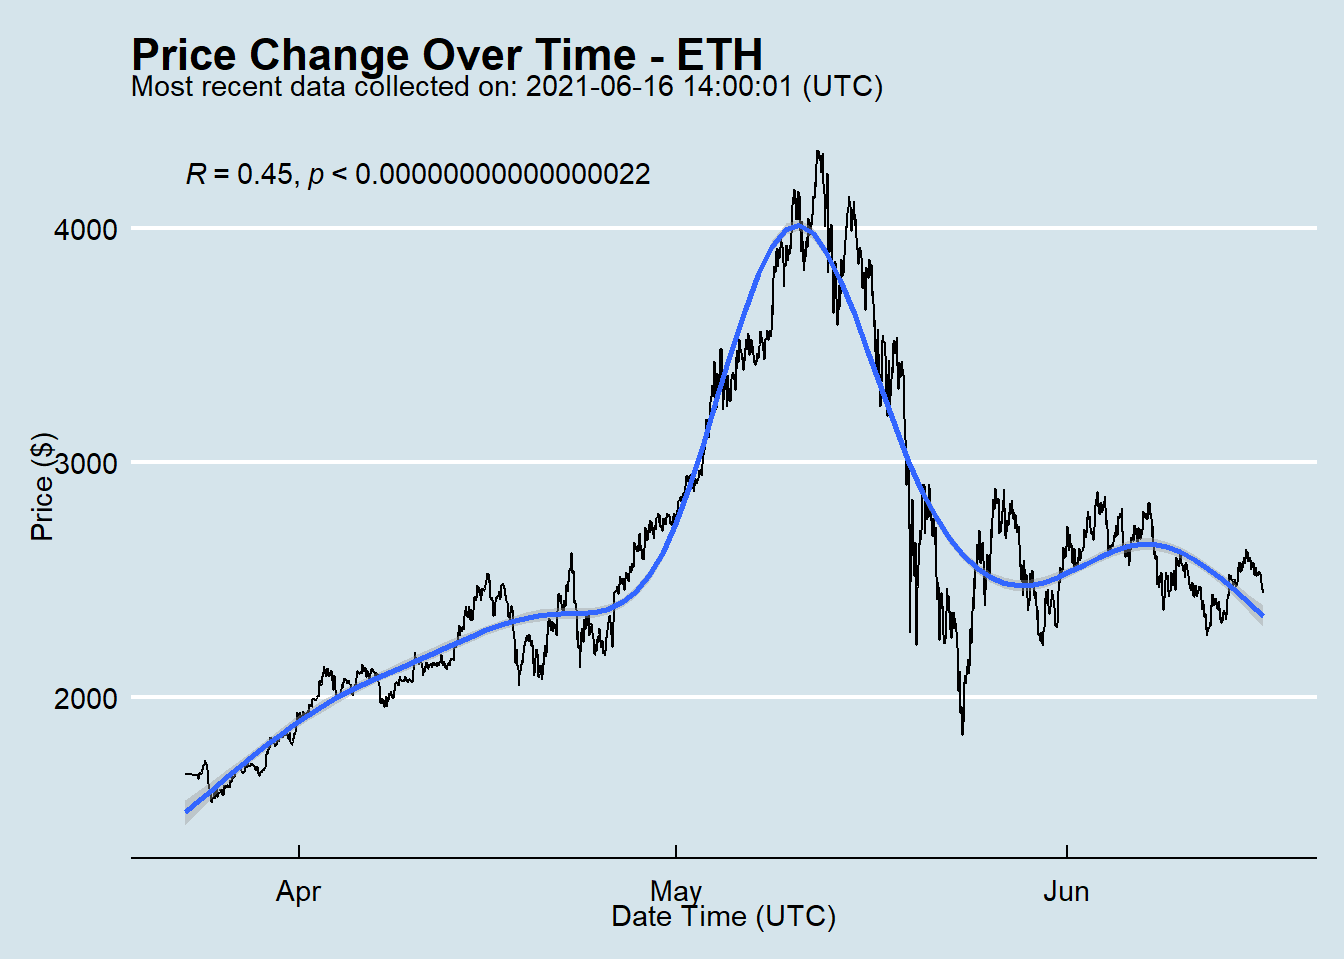 Price Change Over Time - ETH
Most recent data collected on: 2021-06-16 14:00:01 (UTC)
R = 0.45, p < 0.00000000000000022
4000
3000
2000
Price ($)
Apr
May
Jun
Date Time (UTC)